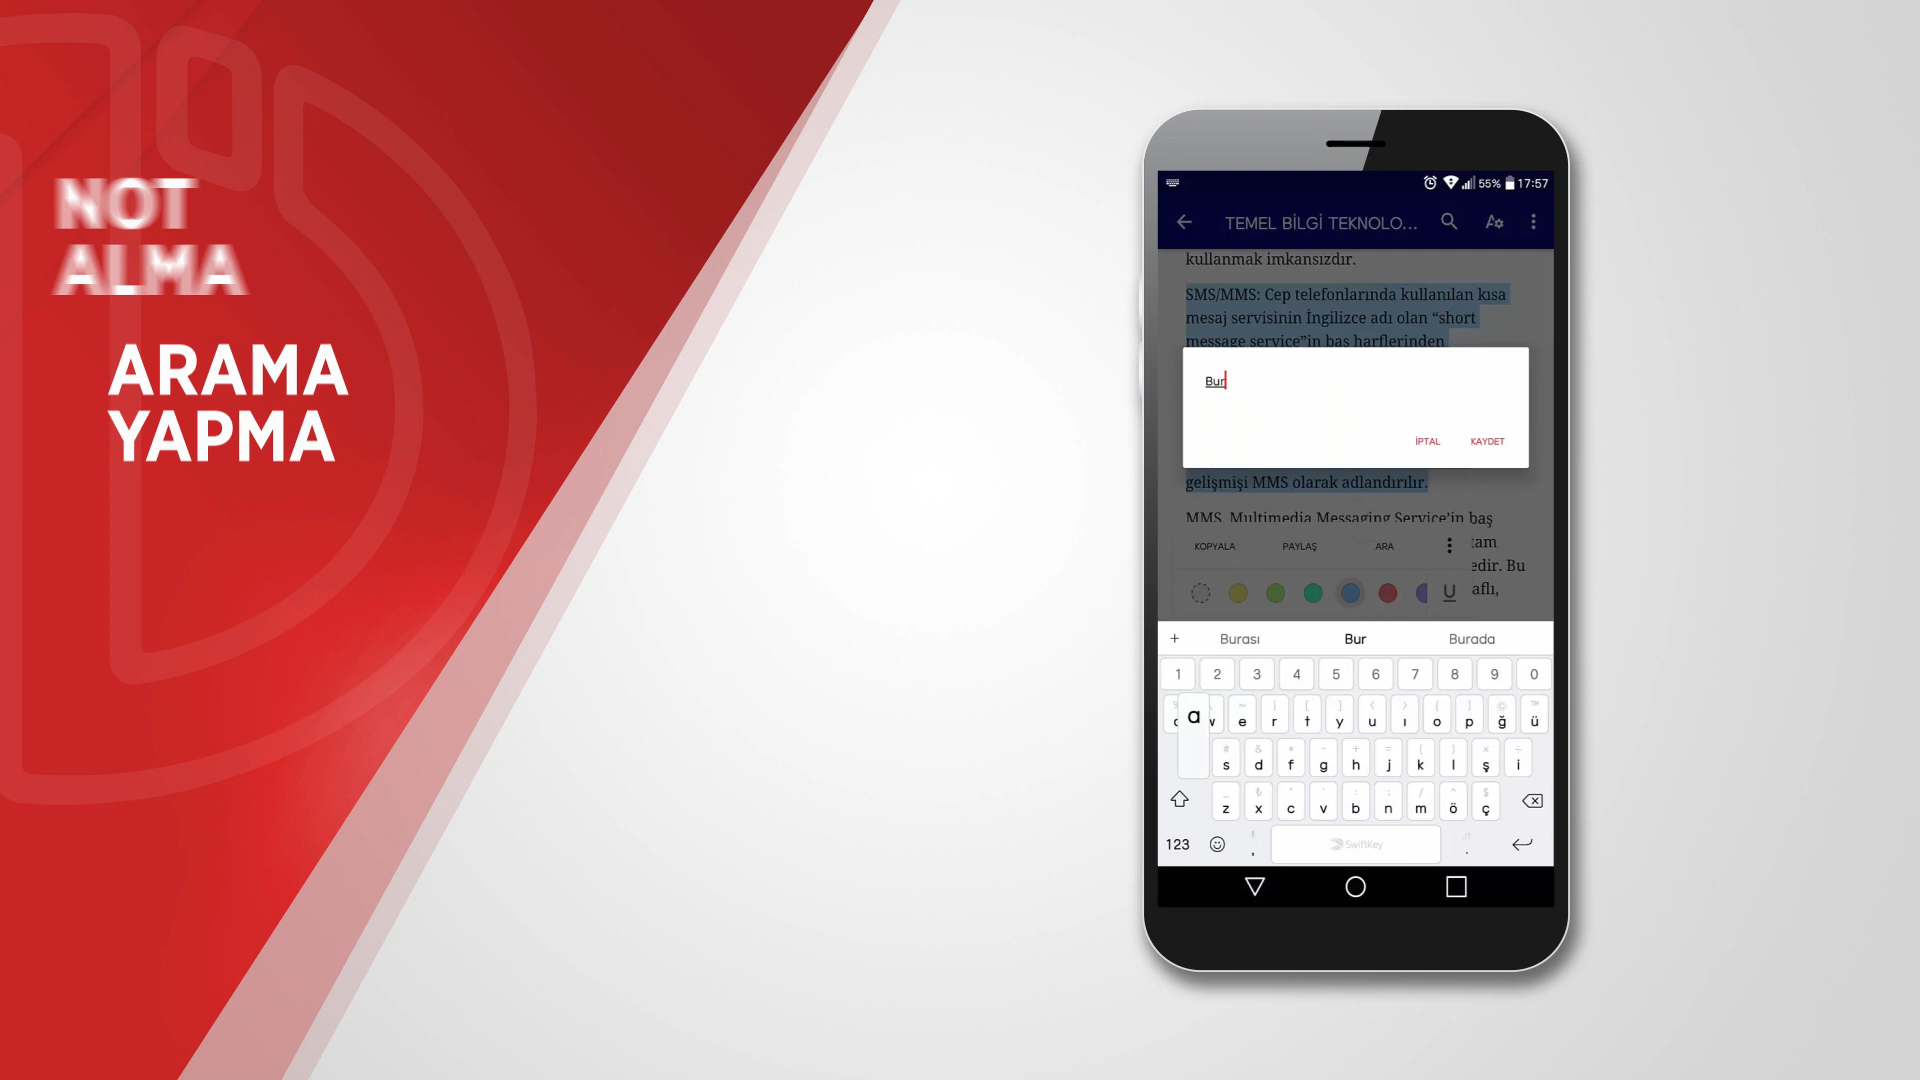 NOT
ALMA
ARAMA
YAPMA
55% 17:57
TEMEL BİLGİ TEKNOLO...
kullanmak imkansızdır.
SMS/MMS: Cep telefonlarında kullanılan kısa
mesaj servisinin İngilizce adı olan “short
message service”in baş harflerinden
Bur
İPTAL KAYDET
gelişmişi MMS olarak adlandırılır.
MMS, Multimedia Messaging Service’in baş
tam
KOPYALA PAYLAŞ ARA
edir. Bu
aflı,
U
+ Burası Bur Burada
1 2 3 4 5 6 7 8 9 0
a w e r t y u ı o p ğ ü
s d f g h j k l ş i
z x c v b n m ö ç
123 , SwiftKey .